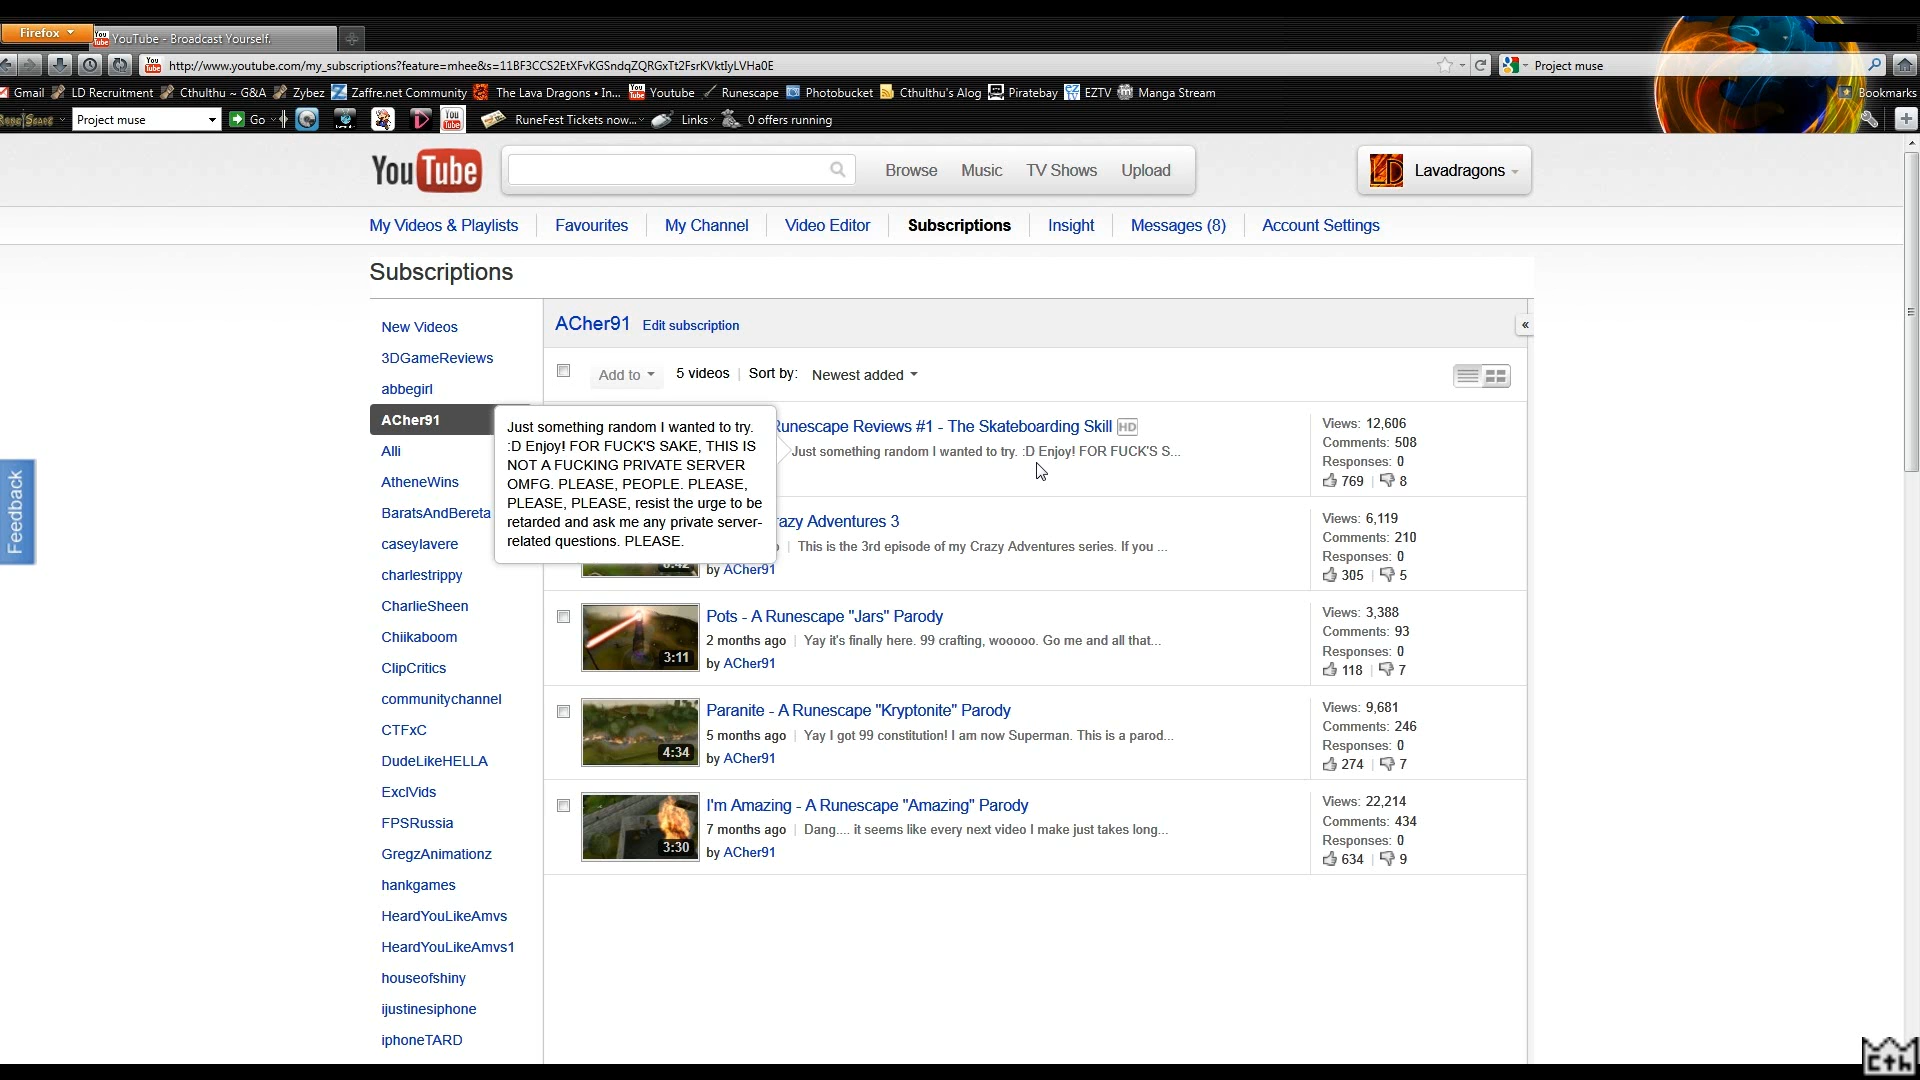 Firefox
YouTube - Broadcast Yourself.
http://www.youtube.com/my_subscriptions?feature=mhee&s=11BF3CCS2EtXFvKGSndqZQRGxTt2FsrKVktIyLVHa0E
Project muse
Gmail LD Recruitment Cthulhu ~ G&A Zybez Zaffre.net Community The Lava Dragons • In... Youtube Runescape Photobucket Cthulhu's Alog Piratebay EZTV Manga Stream Bookmarks
Project muse Go RuneFest Tickets now... Links 0 offers running
YouTube
Browse Music TV Shows Upload
LD Lavadragons
My Videos & Playlists Favourites My Channel Video Editor Subscriptions Insight Messages (8) Account Settings
Subscriptions
New Videos
3DGameReviews
abbegirl
ACher91
Alli
AtheneWins
BaratsAndBereta
caseylavere
charlestrippy
CharlieSheen
Chiikaboom
ClipCritics
communitychannel
CTFxC
DudeLikeHELLA
ExclVids
FPSRussia
GregzAnimationz
hankgames
HeardYouLikeAmvs
HeardYouLikeAmvs1
houseofshiny
ijustinesiphone
iphoneTARD
Feedback
ACher91 Edit subscription
«
Add to 5 videos Sort by: Newest added
Just something random I wanted to try.
:D Enjoy! FOR FUCK'S SAKE, THIS IS
NOT A FUCKING PRIVATE SERVER
OMFG. PLEASE, PEOPLE. PLEASE,
PLEASE, PLEASE, resist the urge to be
retarded and ask me any private server-
related questions. PLEASE.
Runescape Reviews #1 - The Skateboarding Skill HD
Just something random I wanted to try. :D Enjoy! FOR FUCK'S S...
Views: 12,606
Comments: 508
Responses: 0
769 8
razy Adventures 3
This is the 3rd episode of my Crazy Adventures series. If you ...
by ACher91
Views: 6,119
Comments: 210
Responses: 0
305 5
3:11
Pots - A Runescape "Jars" Parody
2 months ago Yay it's finally here. 99 crafting, wooooo. Go me and all that...
by ACher91
Views: 3,388
Comments: 93
Responses: 0
118 7
4:34
Paranite - A Runescape "Kryptonite" Parody
5 months ago Yay I got 99 constitution! I am now Superman. This is a parod...
by ACher91
Views: 9,681
Comments: 246
Responses: 0
274 7
3:30
I'm Amazing - A Runescape "Amazing" Parody
7 months ago Dang.... it seems like every next video I make just takes long...
by ACher91
Views: 22,214
Comments: 434
Responses: 0
634 9
Cth